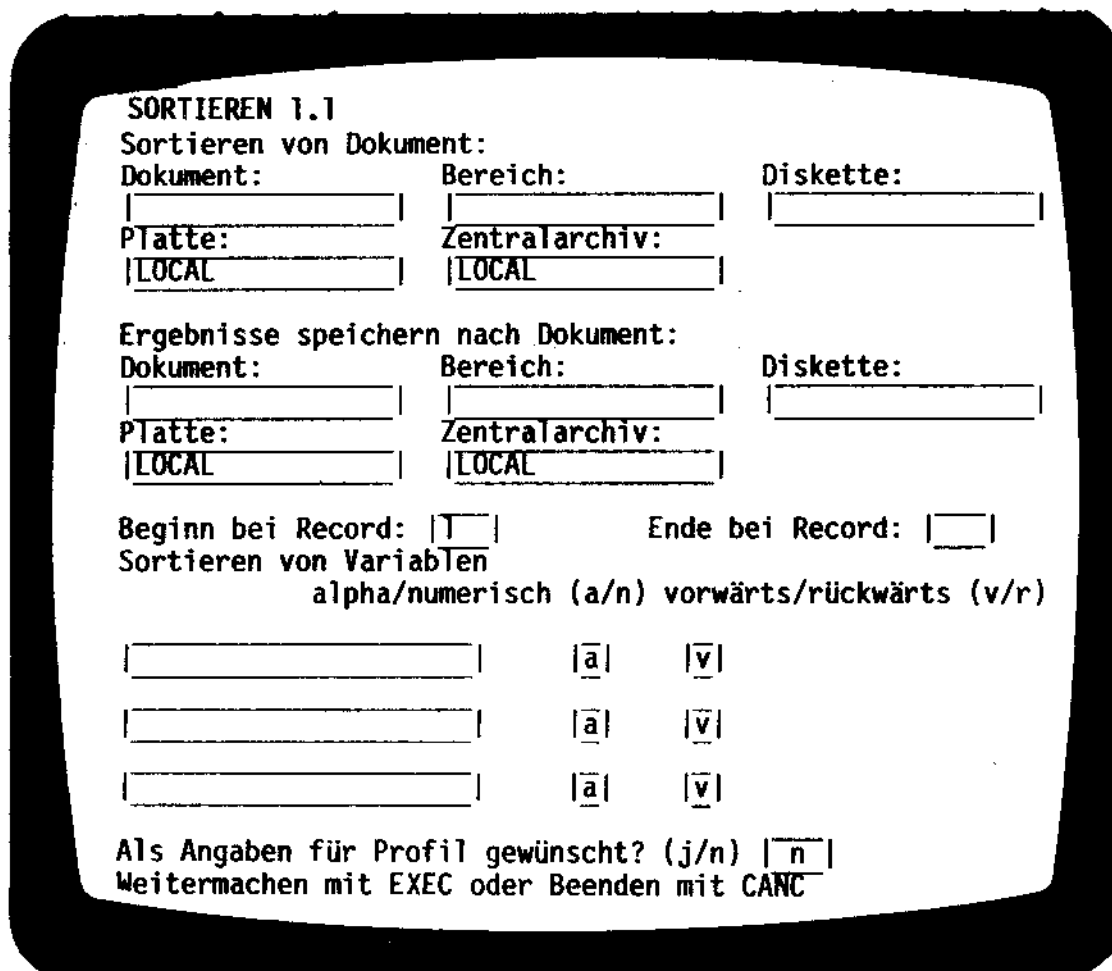 SORTIEREN 1.1
Sortieren von Dokument:
Dokument: Bereich: Diskette:
Platte: Zentralarchiv:
LOCAL LOCAL
Ergebnisse speichern nach Dokument:
Dokument: Bereich: Diskette:
Platte: Zentralarchiv:
LOCAL LOCAL
Beginn bei Record: 1 Ende bei Record:
Sortieren von Variablen
alpha/numerisch (a/n) vorwärts/rückwärts (v/r)
a v
a v
a v
Als Angaben für Profil gewünscht? (j/n) n
Weitermachen mit EXEC oder Beenden mit CANC